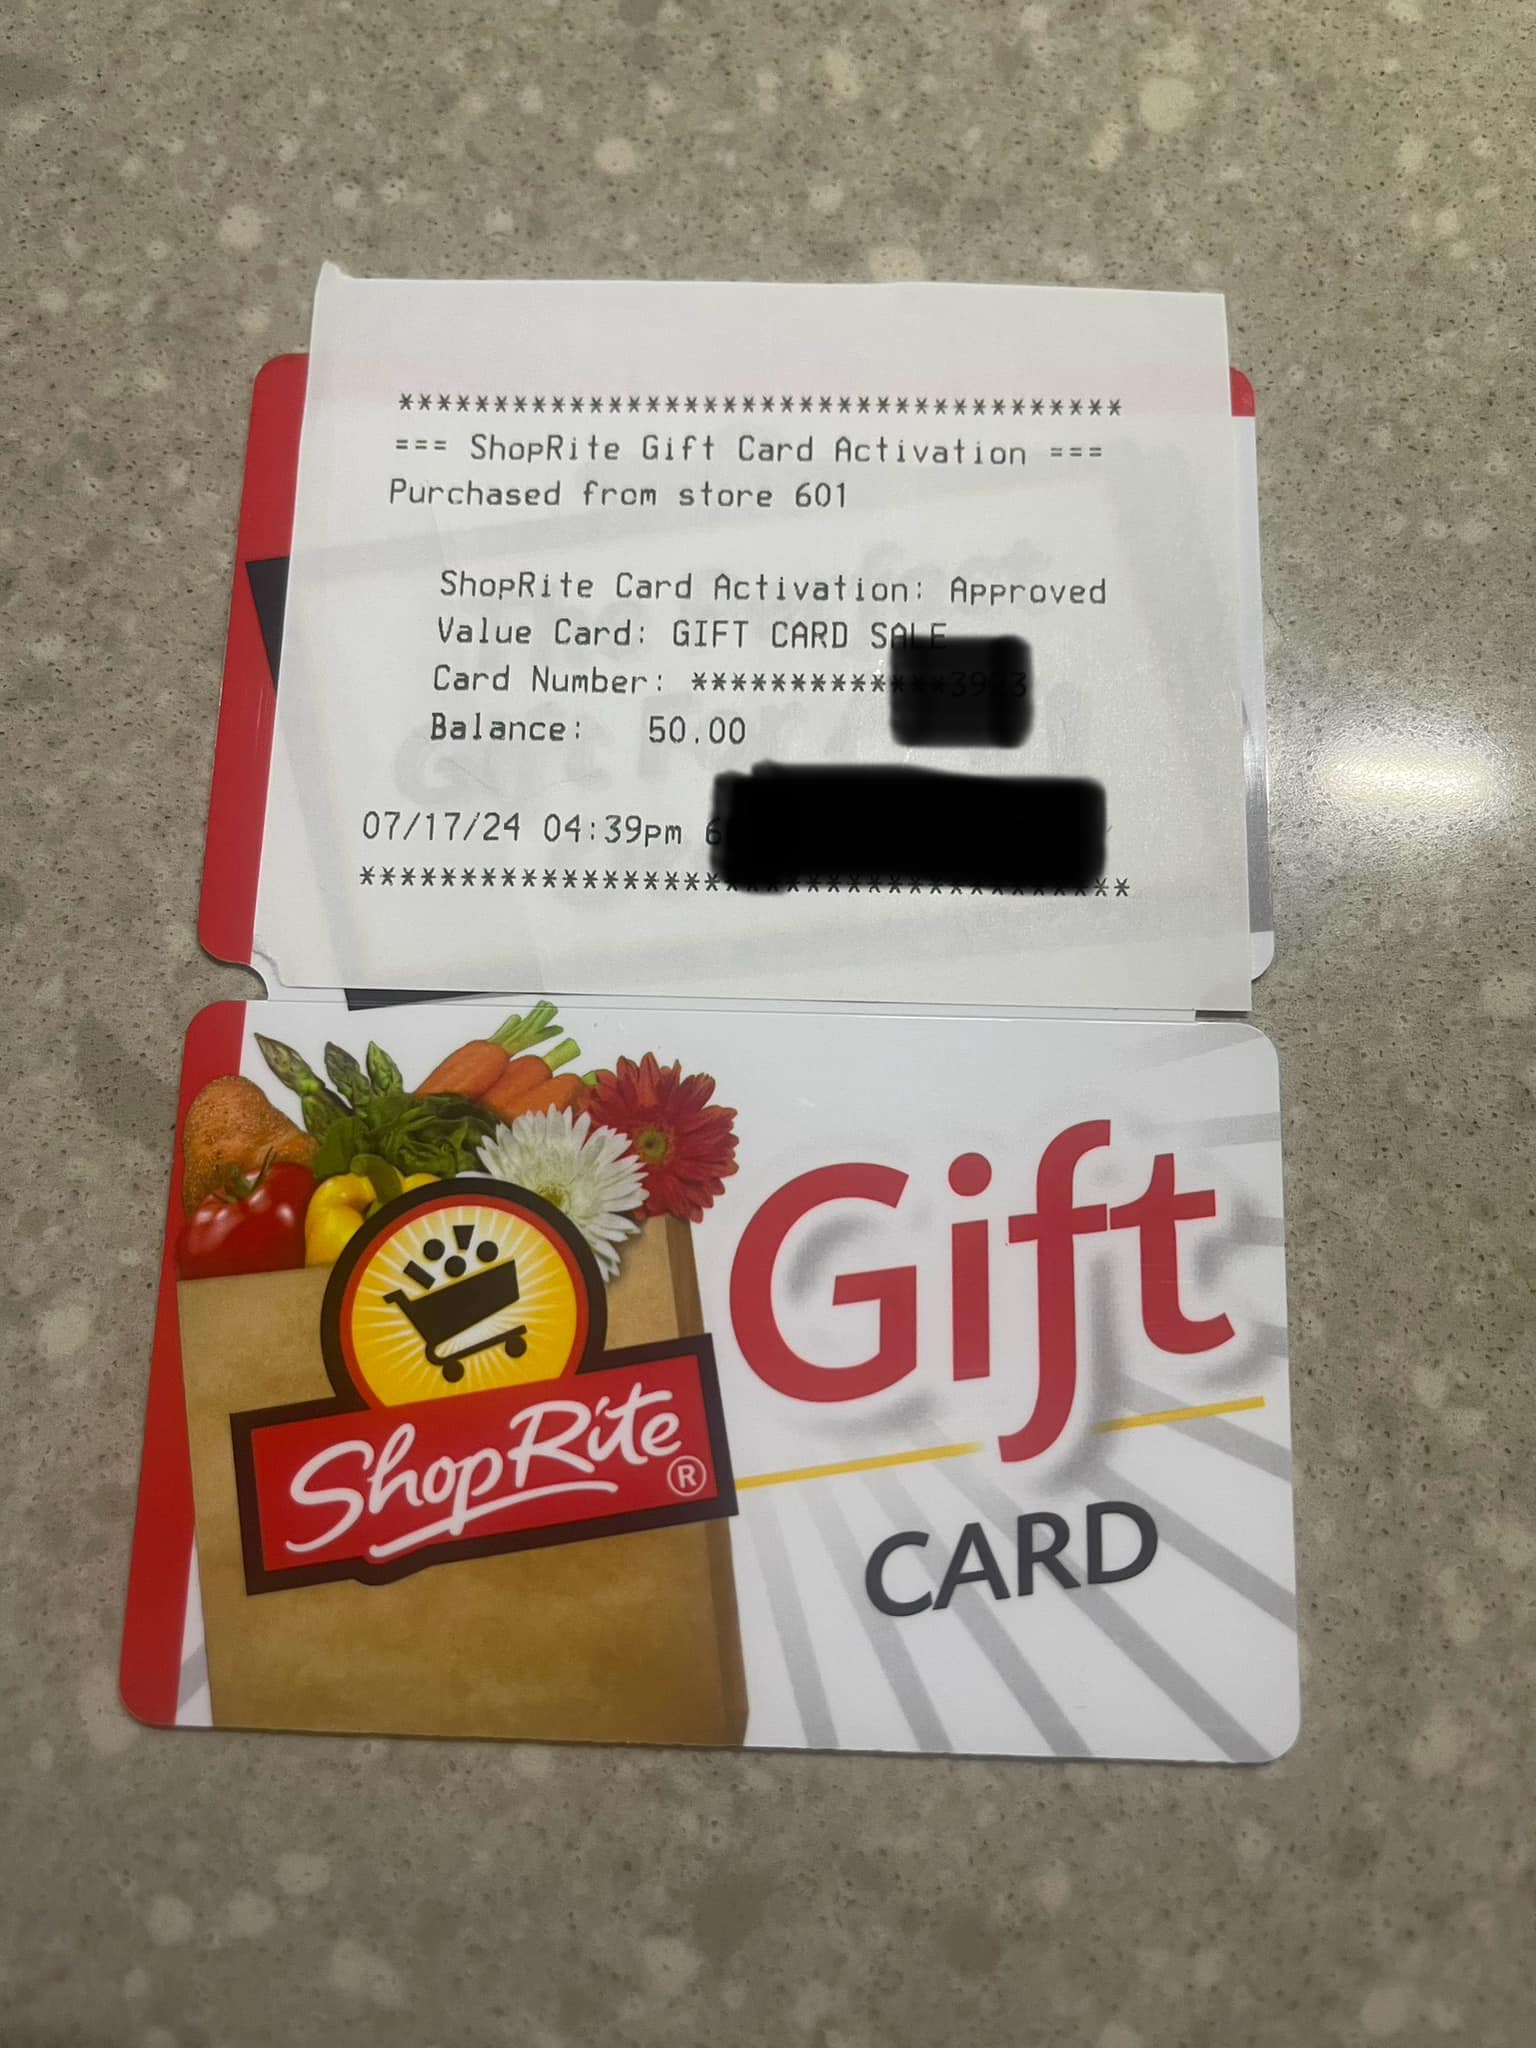 *************************************
=== ShopRite Gift Card Activation ===
Purchased from store 601
ShopRite Card Activation: Approved
Value Card: GIFT CARD SALE
Card Number: *************
Balance: 50.00
07/17/24 04:39pm
*************************************
Gift
ShopRite®
CARD